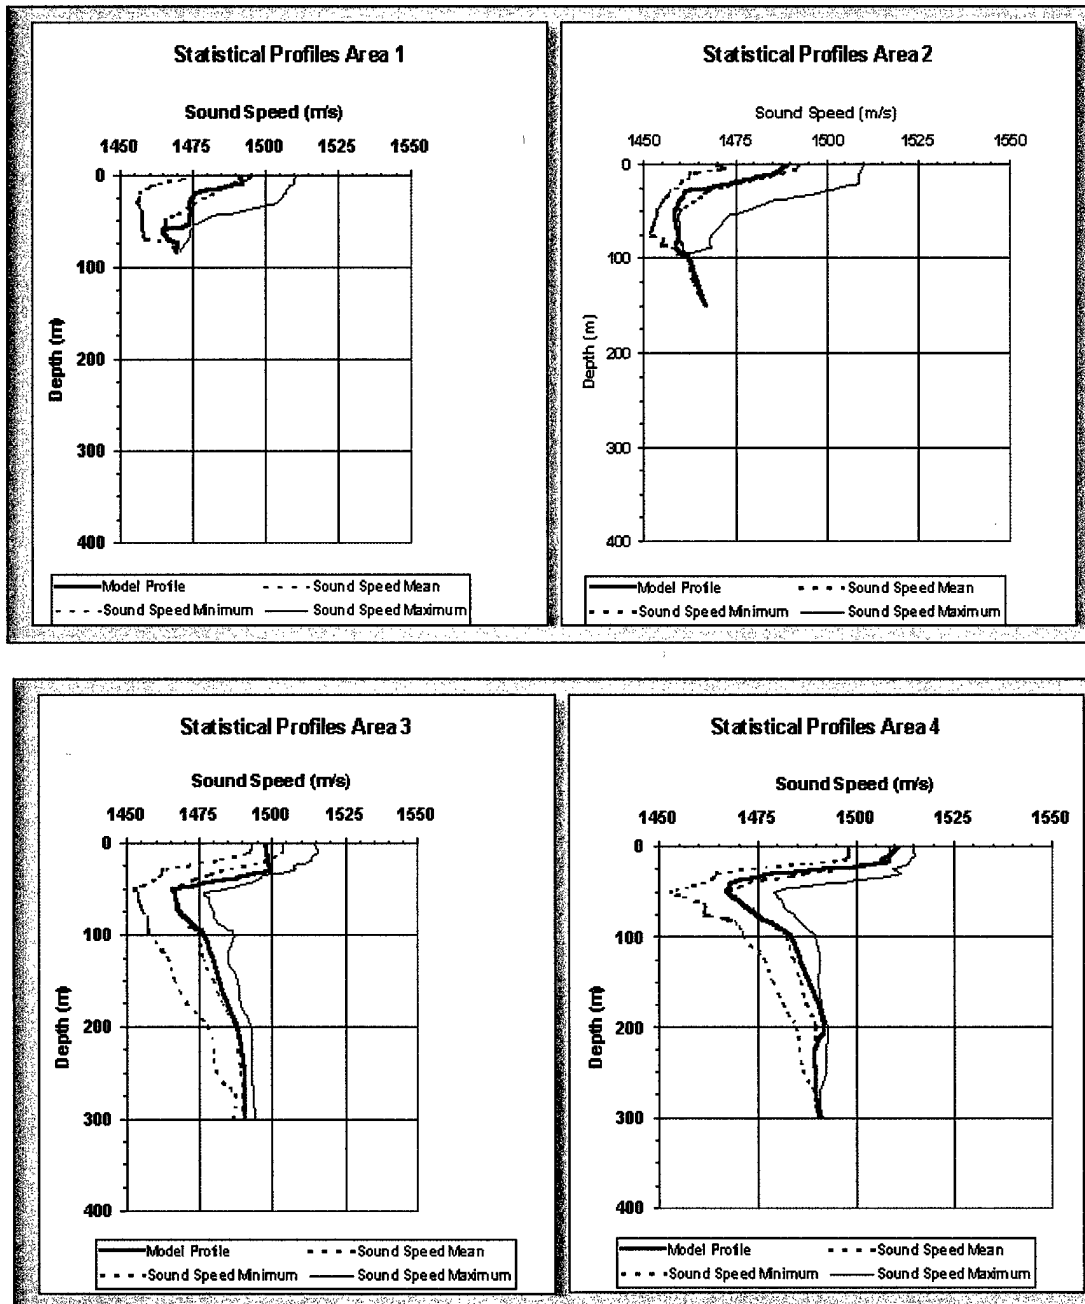 Statistical Profiles Area 1
Sound Speed (m/s)
1450 1475 1500 1525 1550
0
100
200
300
400
Depth (m)
Model Profile
Sound Speed Mean
Sound Speed Minimum
Sound Speed Maximum
Statistical Profiles Area 2
Sound Speed (m/s)
1450 1475 1500 1525 1550
0
100
200
300
400
Depth (m)
Model Profile
Sound Speed Mean
Sound Speed Minimum
Sound Speed Maximum
Statistical Profiles Area 3
Sound Speed (m/s)
1450 1475 1500 1525 1550
0
100
200
300
400
Depth (m)
Model Profile
Sound Speed Mean
Sound Speed Minimum
Sound Speed Maximum
Statistical Profiles Area 4
Sound Speed (m/s)
1450 1475 1500 1525 1550
0
100
200
300
400
Depth (m)
Model Profile
Sound Speed Mean
Sound Speed Minimum
Sound Speed Maximum